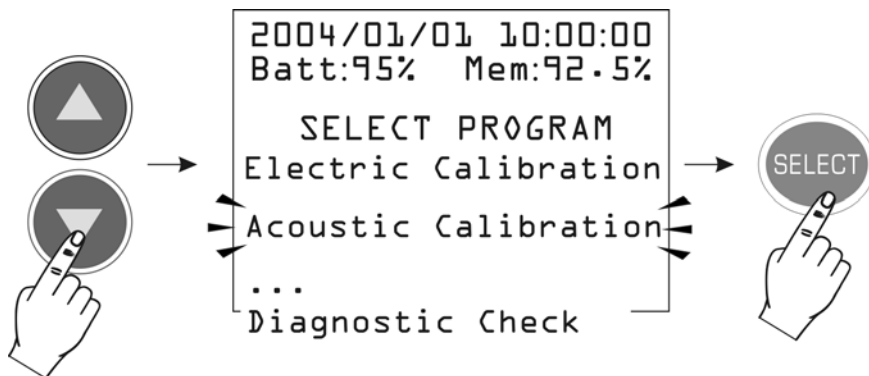 2004/01/01 10:00:00
Batt:95% Mem:92.5%
SELECT PROGRAM
Electric Calibration
Acoustic Calibration
...
Diagnostic Check
SELECT